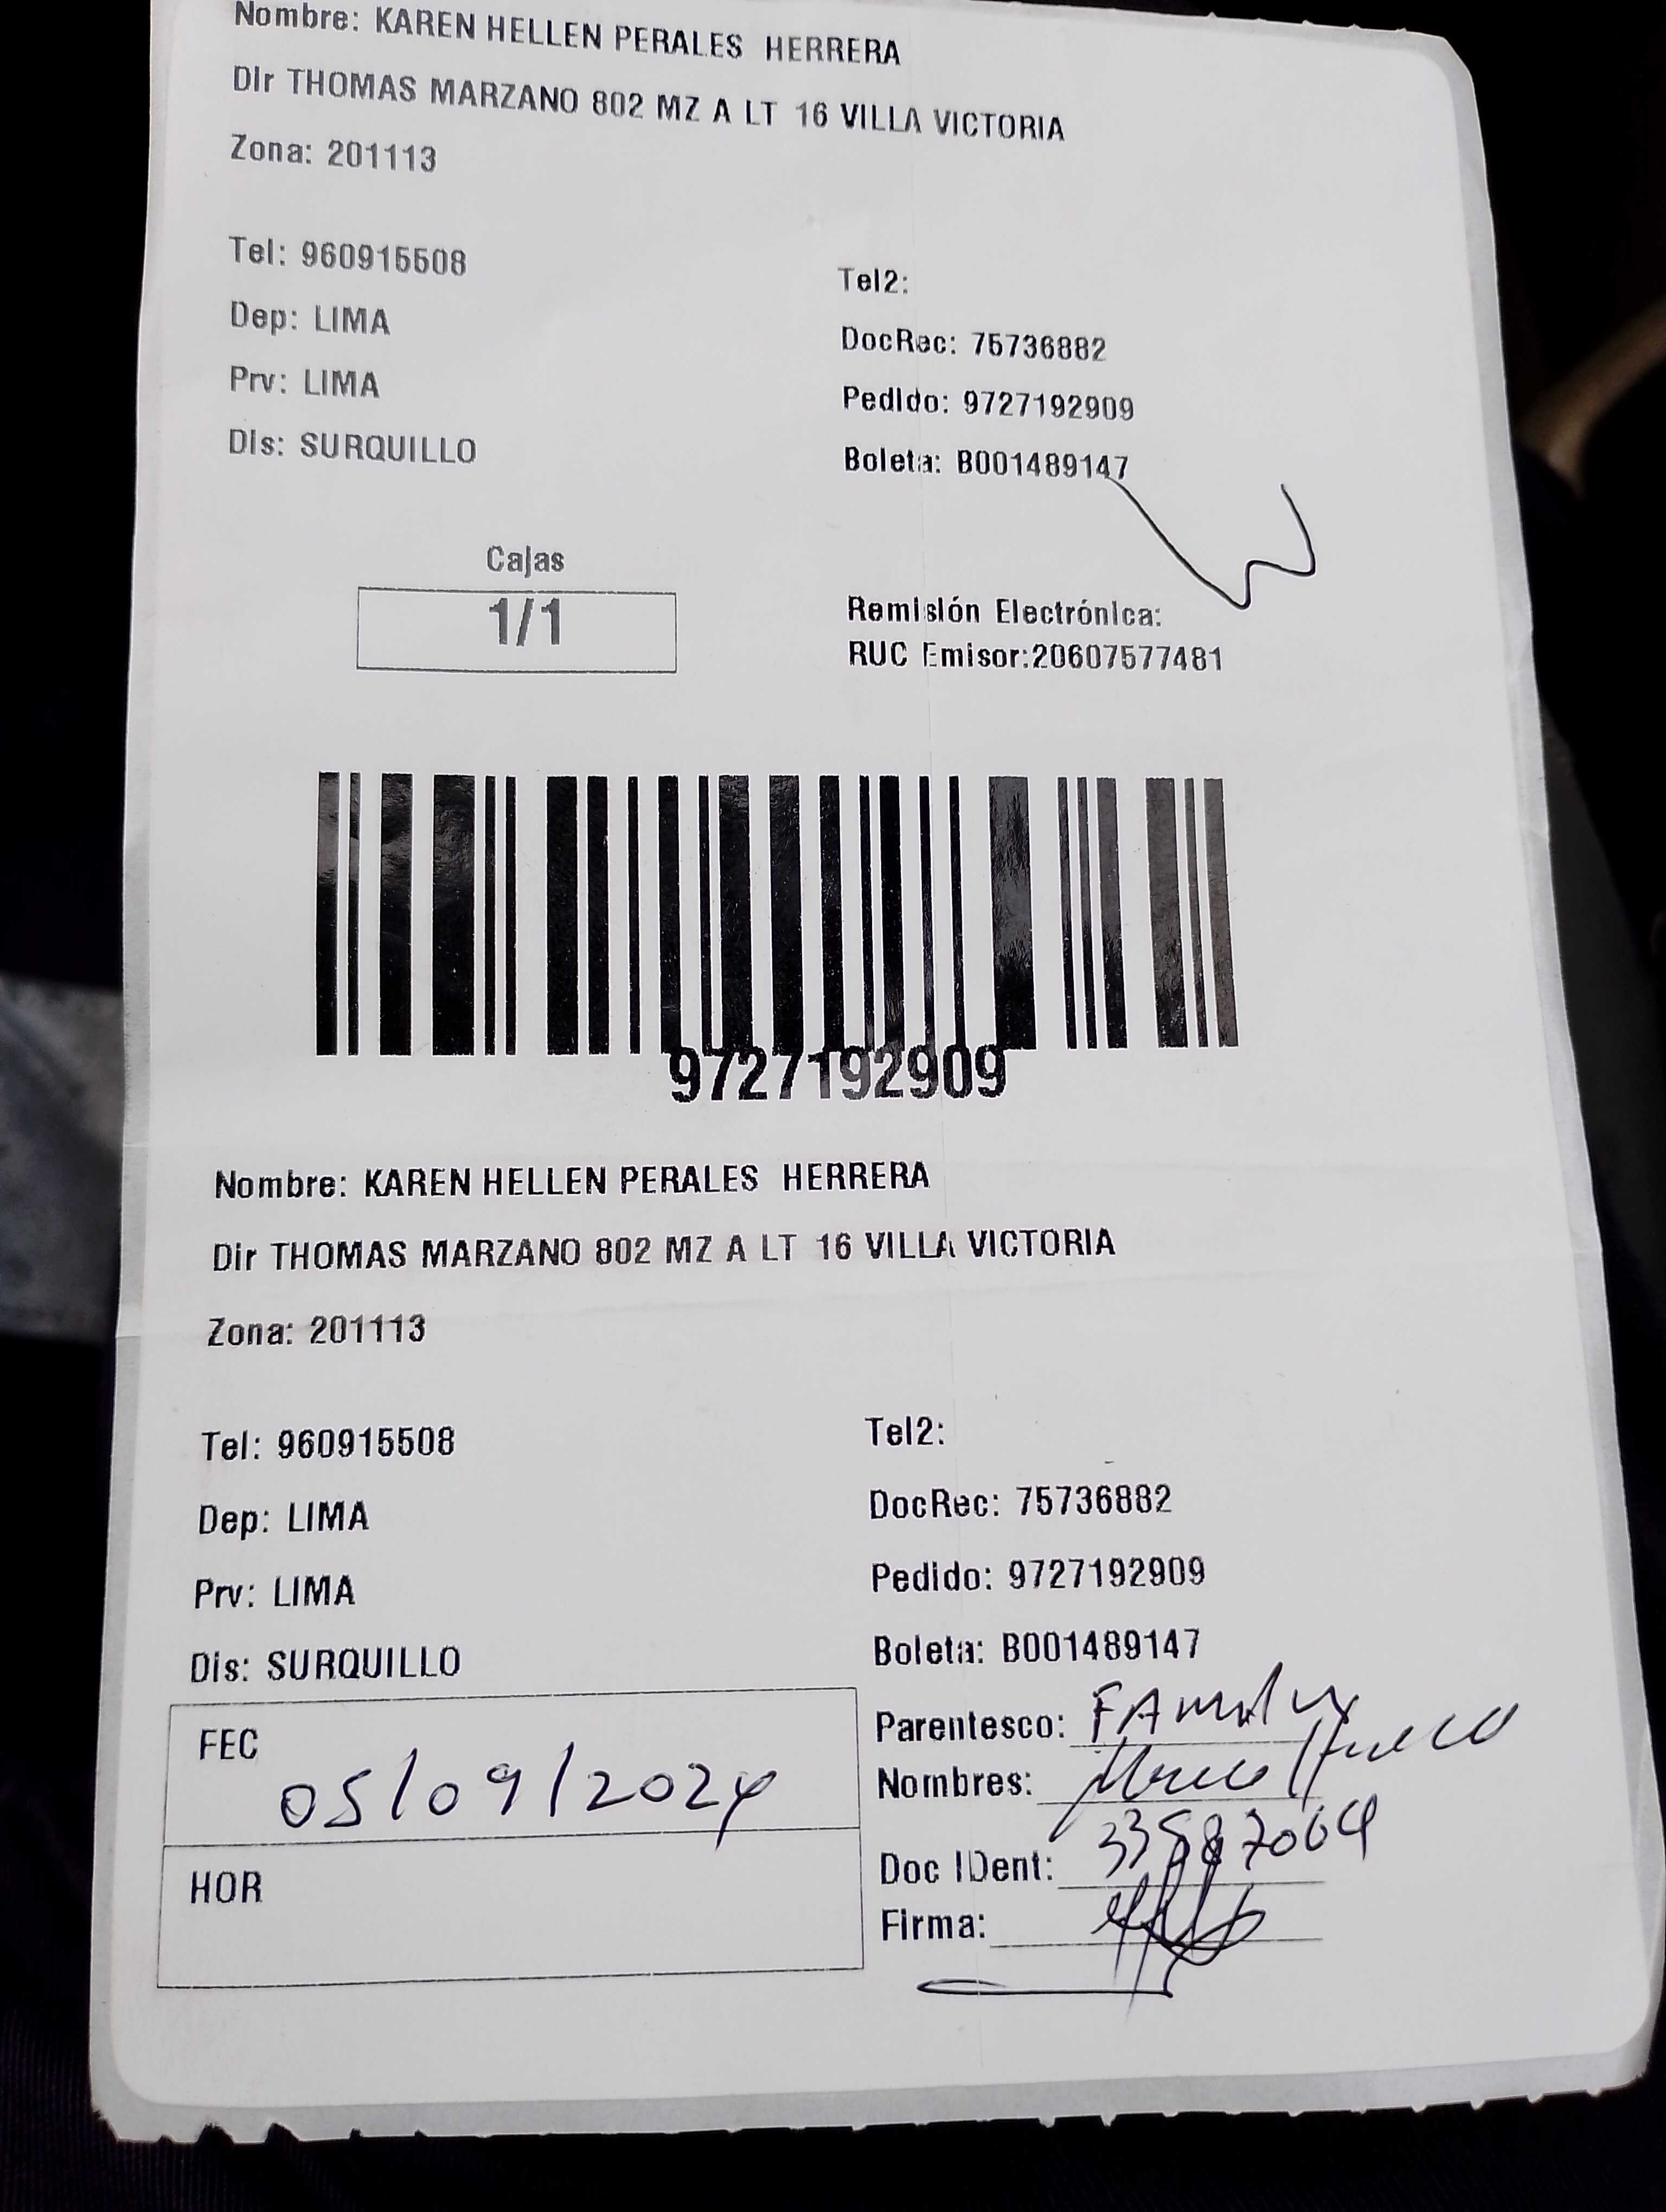 Nombre: KAREN HELLEN PERALES HERRERA
Dir THOMAS MARZANO 802 MZ A LT 16 VILLA VICTORIA
Zona: 201113
Tel: 960915508
Tel2:
Dep: LIMA
DocRec: 75736882
Prv: LIMA
Pedido: 9727192909
Dis: SURQUILLO
Boleta: B001489147
Cajas
1/1
Remisión Electrónica:
RUC Emisor:20607577481
9727192909
Nombre: KAREN HELLEN PERALES HERRERA
Dir THOMAS MARZANO 802 MZ A LT 16 VILLA VICTORIA
Zona: 201113
Tel: 960915508
Tel2:
Dep: LIMA
DocRec: 75736882
Prv: LIMA
Pedido: 9727192909
Dis: SURQUILLO
Boleta: B001489147
FEC
05/09/2024
HOR
Parentesco:
Nombres:
Doc IDent:
Firma: